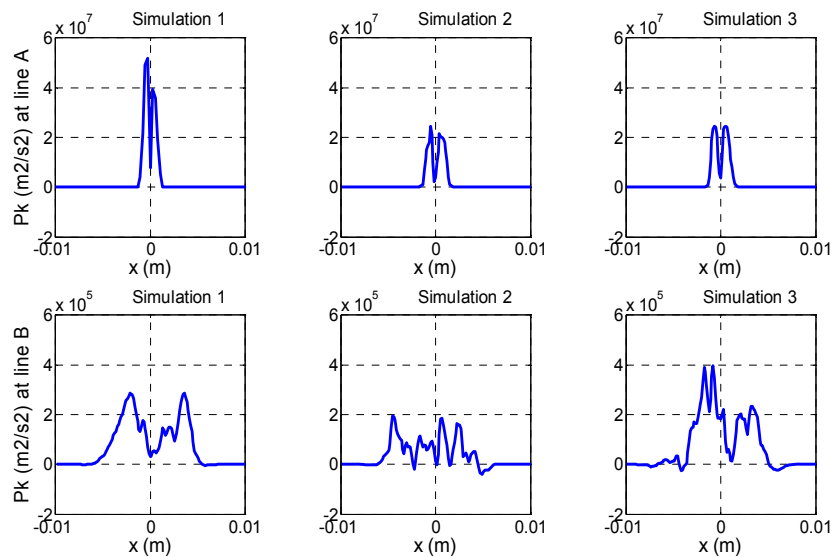 Simulation 1
Simulation 2
Simulation 3
x 10^7
x 10^7
x 10^7
6
4
2
0
-2
6
4
2
0
-2
6
4
2
0
-2
Pk (m2/s2) at line A
-0.01 0 0.01
-0.01 0 0.01
-0.01 0 0.01
x (m)
x (m)
x (m)
Simulation 1
Simulation 2
Simulation 3
x 10^5
x 10^5
x 10^5
6
4
2
0
-2
6
4
2
0
-2
6
4
2
0
-2
Pk (m2/s2) at line B
-0.01 0 0.01
-0.01 0 0.01
-0.01 0 0.01
x (m)
x (m)
x (m)